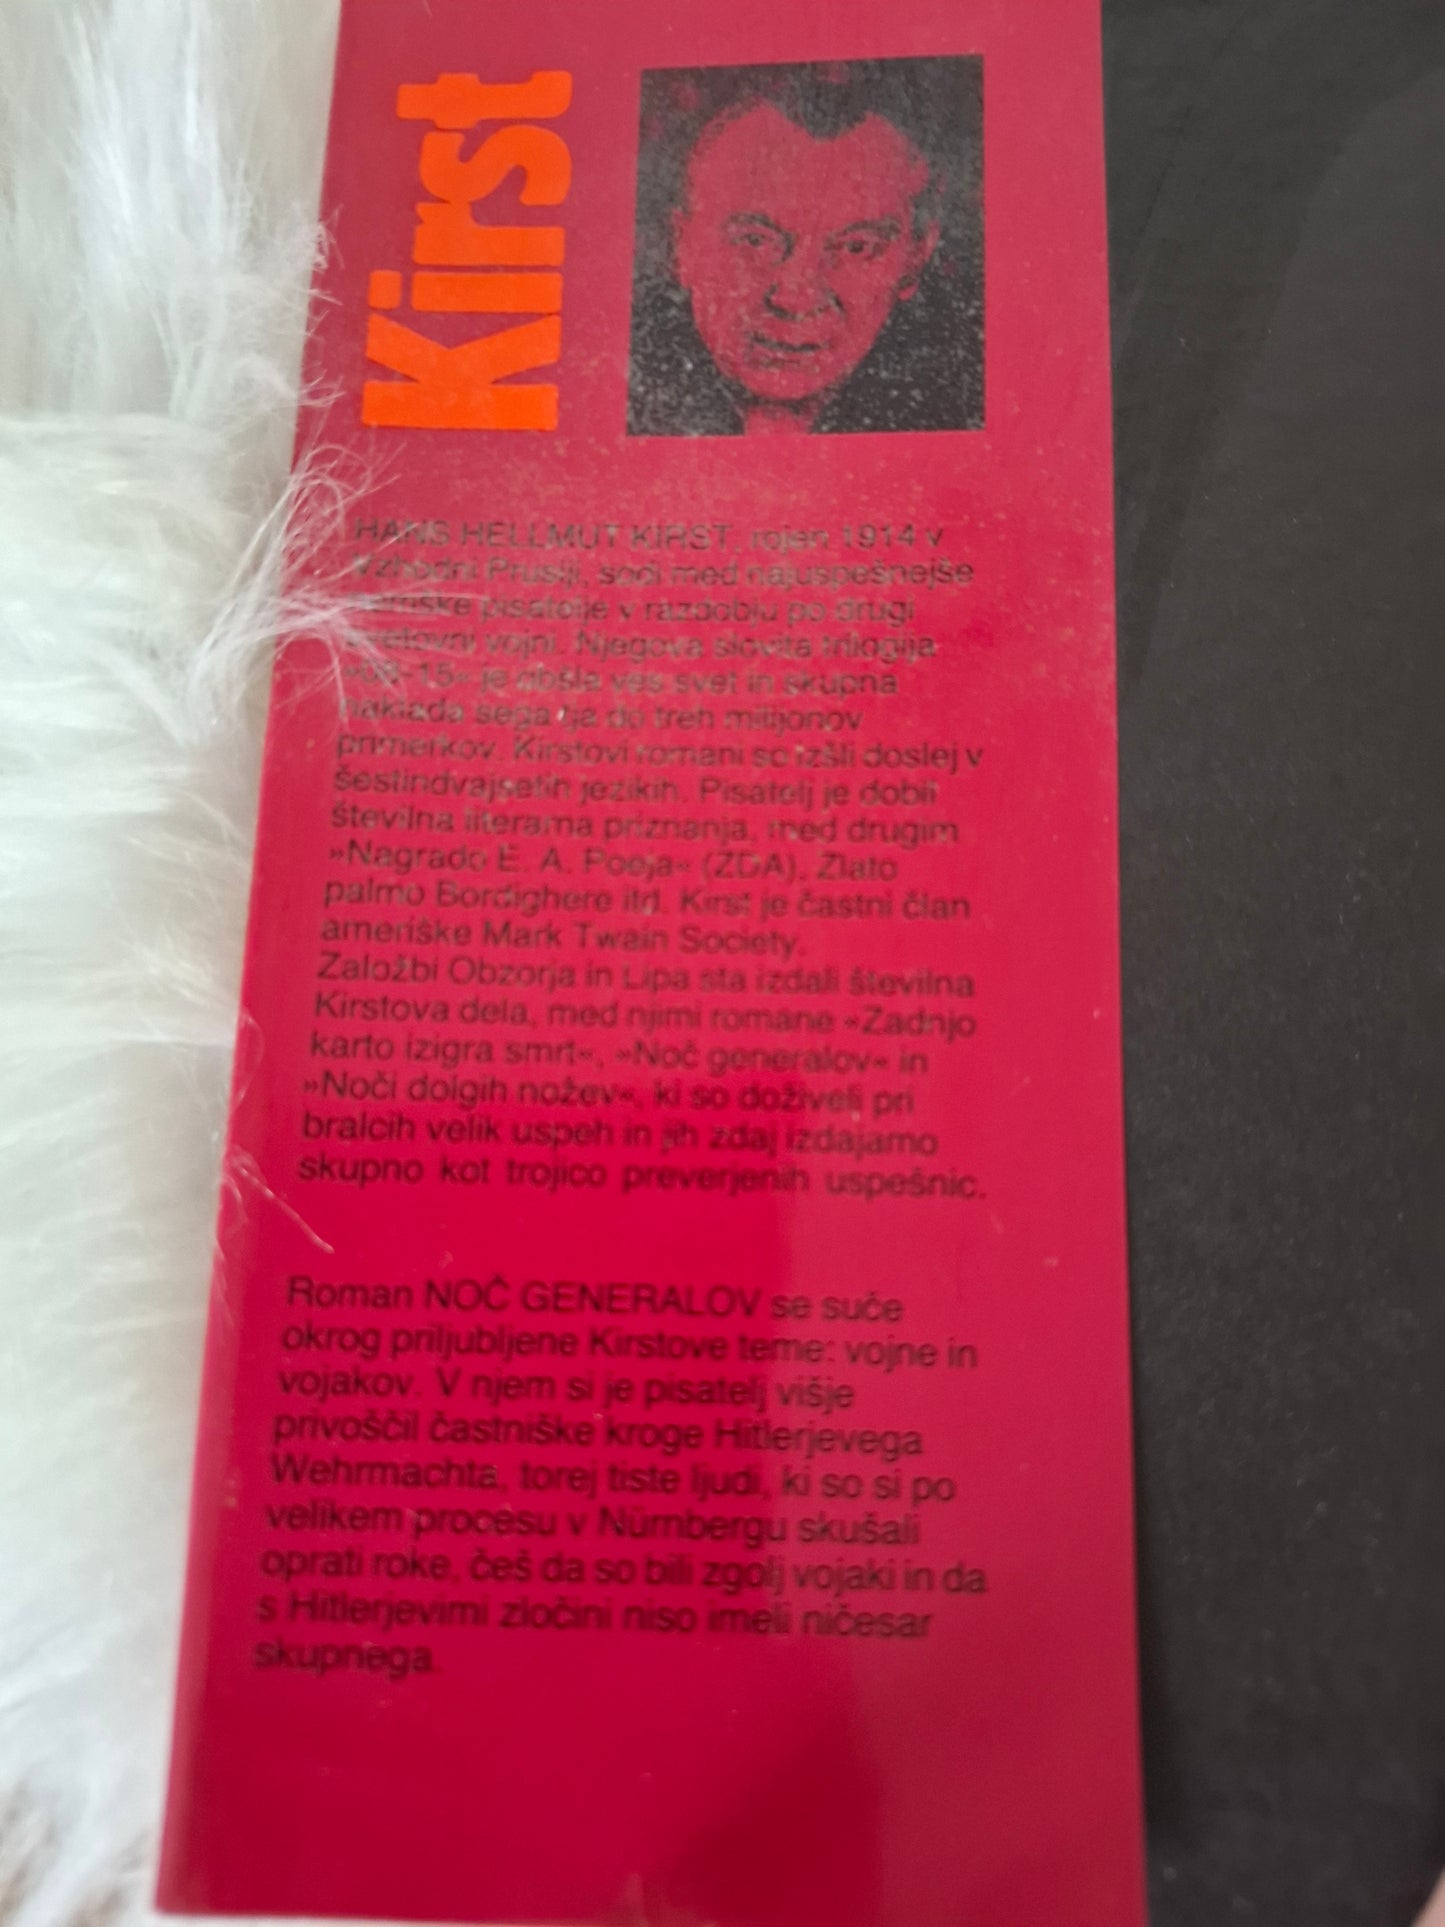 Kirst
HANS HELLMUT KIRST, rojen 1914 v
Vzhodni Prusiji, sodi med najuspešnejše
nemške pisatelje v razdobju po drugi
svetovni vojni. Njegova slovita trilogija
»08-15« je obšla ves svet in skupna
naklada sega tja do treh milijonov
primerkov. Kirstovi romani so izšli doslej v
šestindvajsetih jezikih. Pisatelj je dobil
številna literarna priznanja, med drugim
»Nagrado E. A. Poeja« (ZDA), Zlato
palmo Bordighere itd. Kirst je častni član
ameriške Mark Twain Society.
Založbi Obzorja in Lipa sta izdali številna
Kirstova dela, med njimi romane »Zadnjo
karto izigra smrt«, »Noč generalov« in
»Noči dolgih nožev«, ki so doživeli pri
bralcih velik uspeh in jih zdaj izdajamo
skupno kot trojico preverjenih uspešnic.
Roman NOČ GENERALOV se suče
okrog priljubljene Kirstove teme: vojne in
vojakov. V njem si je pisatelj višje
privoščil častniške kroge Hitlerjevega
Wehrmachta, torej tiste ljudi, ki so si po
velikem procesu v Nürnbergu skušali
oprati roke, češ da so bili zgolj vojaki in da
s Hitlerjevimi zločini niso imeli ničesar
skupnega.